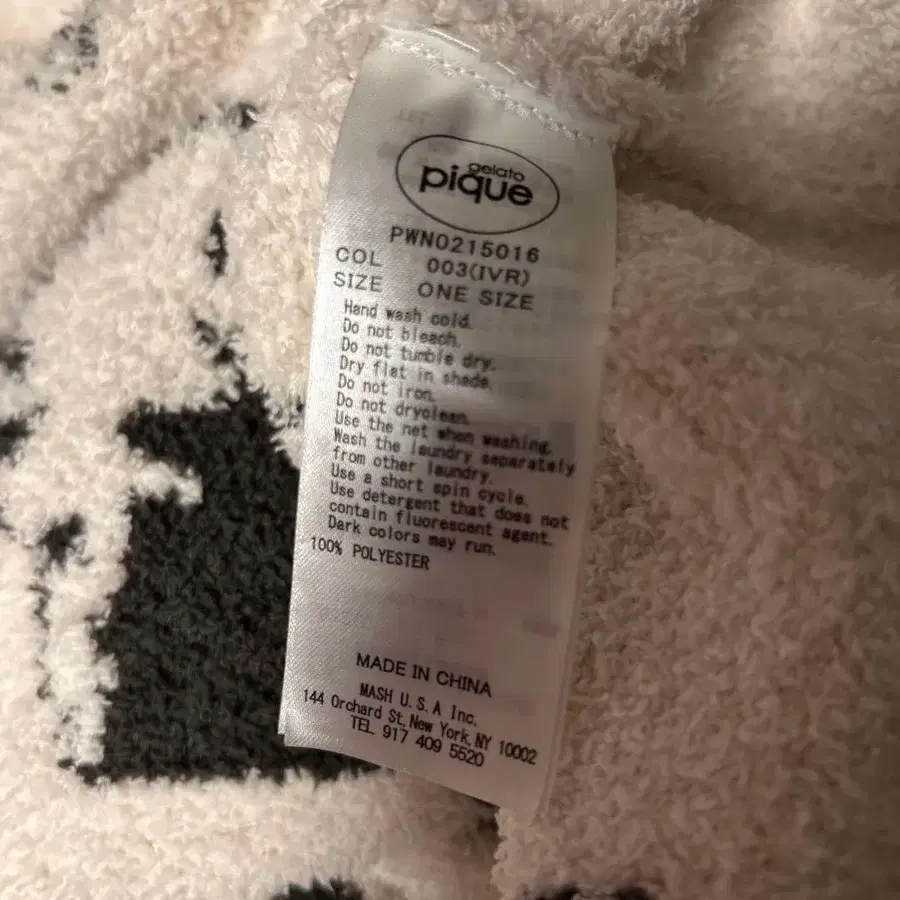 gelato
pique
PWNO215016
COL 003(IVR)
SIZE ONE SIZE
Hand wash cold.
Do not bleach.
Do not tumble dry.
Dry flat in shade.
Do not iron.
Do not dryclean.
Use the net when washing.
Wash the laundry separately
from other laundry.
Use a short spin cycle.
Use detergent that does not
contain fluorescent agent.
Dark colors may run.
100% POLYESTER
MADE IN CHINA
MASH U.S.A Inc.
144 Orchard St, New York, NY 10002
TEL 917 409 5520